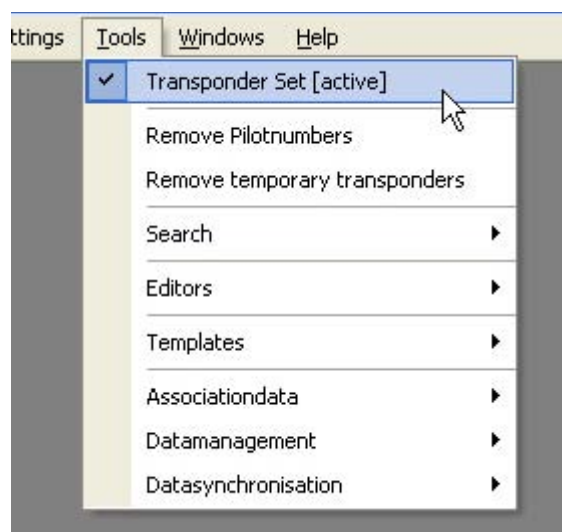 ttings Tools Windows Help
Transponder Set [active]
Remove Pilotnumbers
Remove temporary transponders
Search
Editors
Templates
Associationdata
Datamanagement
Datasynchronisation